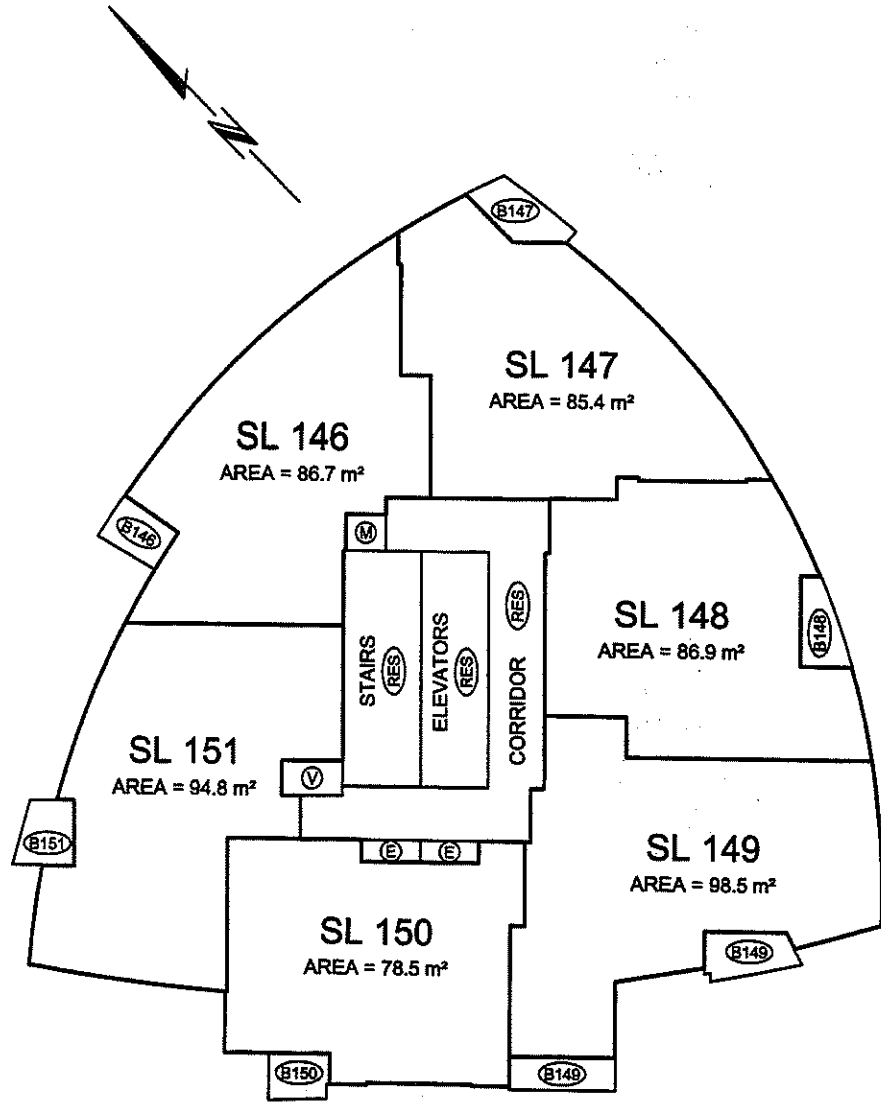 N
B147
SL 147
AREA = 85.4 m²
SL 146
AREA = 86.7 m²
B146
M
RES
STAIRS
RES
ELEVATORS
RES
CORRIDOR
SL 148
AREA = 86.9 m²
B148
SL 151
AREA = 94.8 m²
V
B151
E
E
SL 149
AREA = 98.5 m²
SL 150
AREA = 78.5 m²
B149
B150
B149